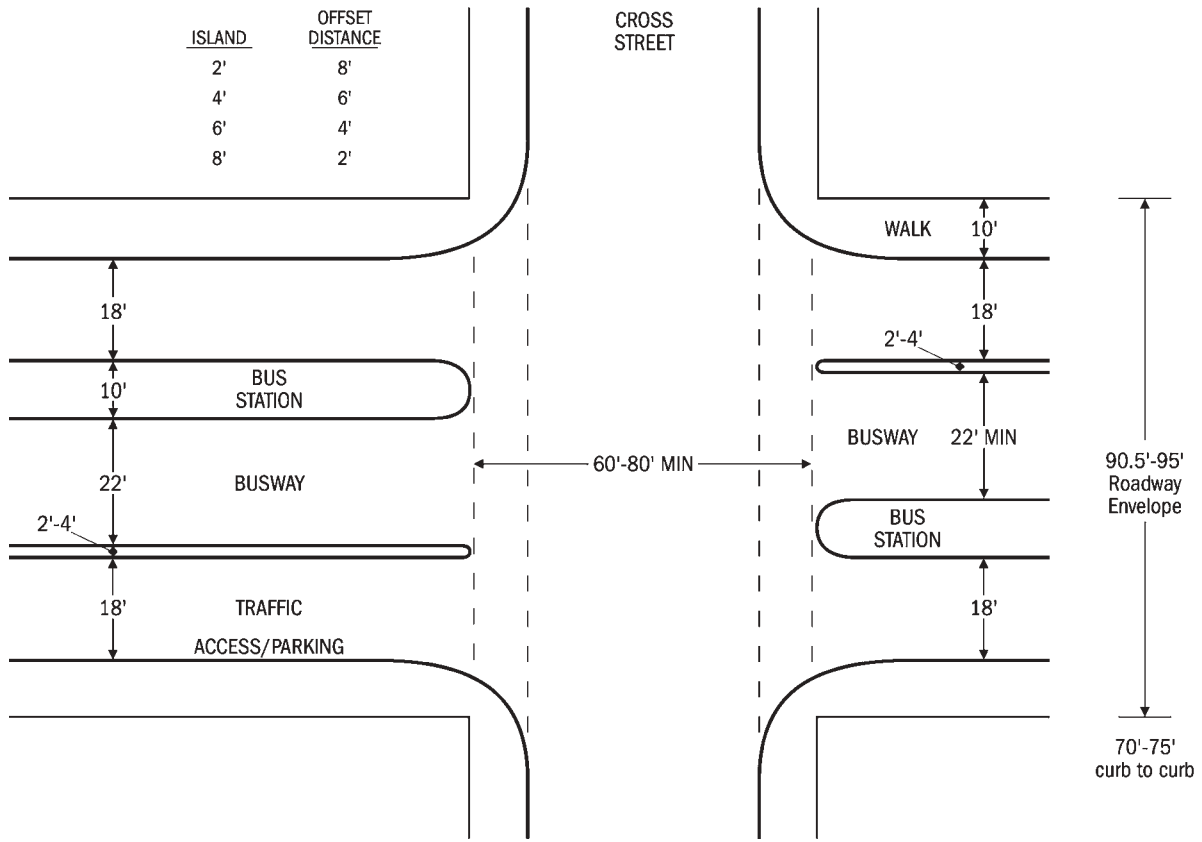 CROSS
STREET
OFFSET
ISLAND DISTANCE
2' 8'
4' 6'
6' 4'
8' 2'
WALK 10'
18' 18'
2'-4'
10' BUS
STATION
BUSWAY 22' MIN
60'-80' MIN
90.5'-95'
Roadway
Envelope
22' BUSWAY
2'-4'
BUS
STATION
18' TRAFFIC 18'
ACCESS/PARKING
70'-75'
curb to curb